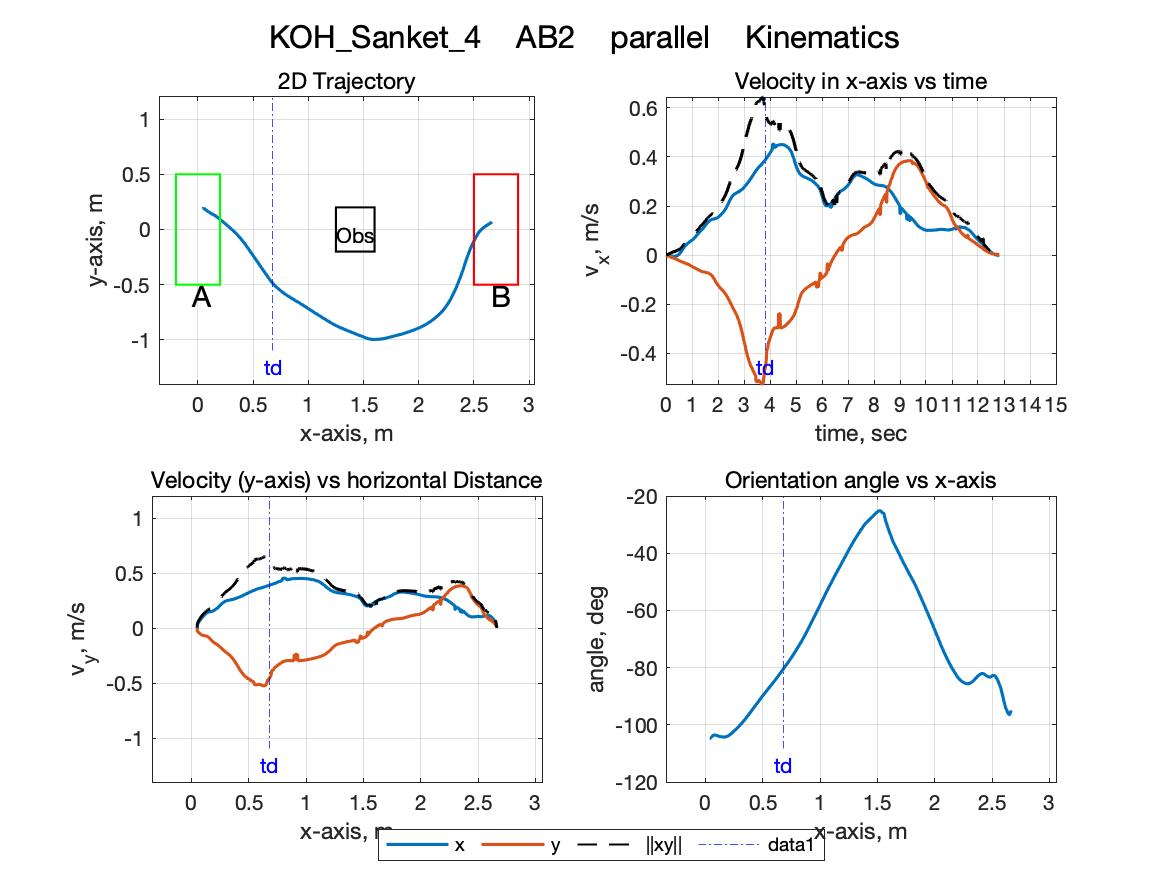 KOH_Sanket_4 AB2 parallel Kinematics
2D Trajectory
1
0.5
0
-0.5
-1
y-axis, m
A
Obs
B
td
0 0.5 1 1.5 2 2.5 3
x-axis, m
Velocity in x-axis vs time
0.6
0.4
0.2
0
-0.2
-0.4
vx, m/s
td
0 1 2 3 4 5 6 7 8 9 10 11 12 13 14 15
time, sec
Velocity (y-axis) vs horizontal Distance
1
0.5
0
-0.5
-1
vy, m/s
td
0 0.5 1 1.5 2 2.5 3
x-axis, m
Orientation angle vs x-axis
-20
-40
-60
-80
-100
-120
angle, deg
td
0 0.5 1 1.5 2 2.5 3
x-axis, m
x y ||xy|| data1